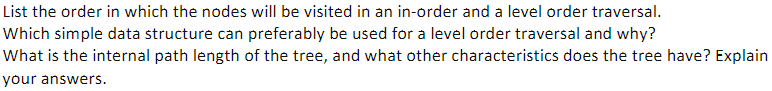 List the order in which the nodes will be visited in an in-order and a level order traversal.
Which simple data structure can preferably be used for a level order traversal and why?
What is the internal path length of the tree, and what other characteristics does the tree have? Explain
your answers.